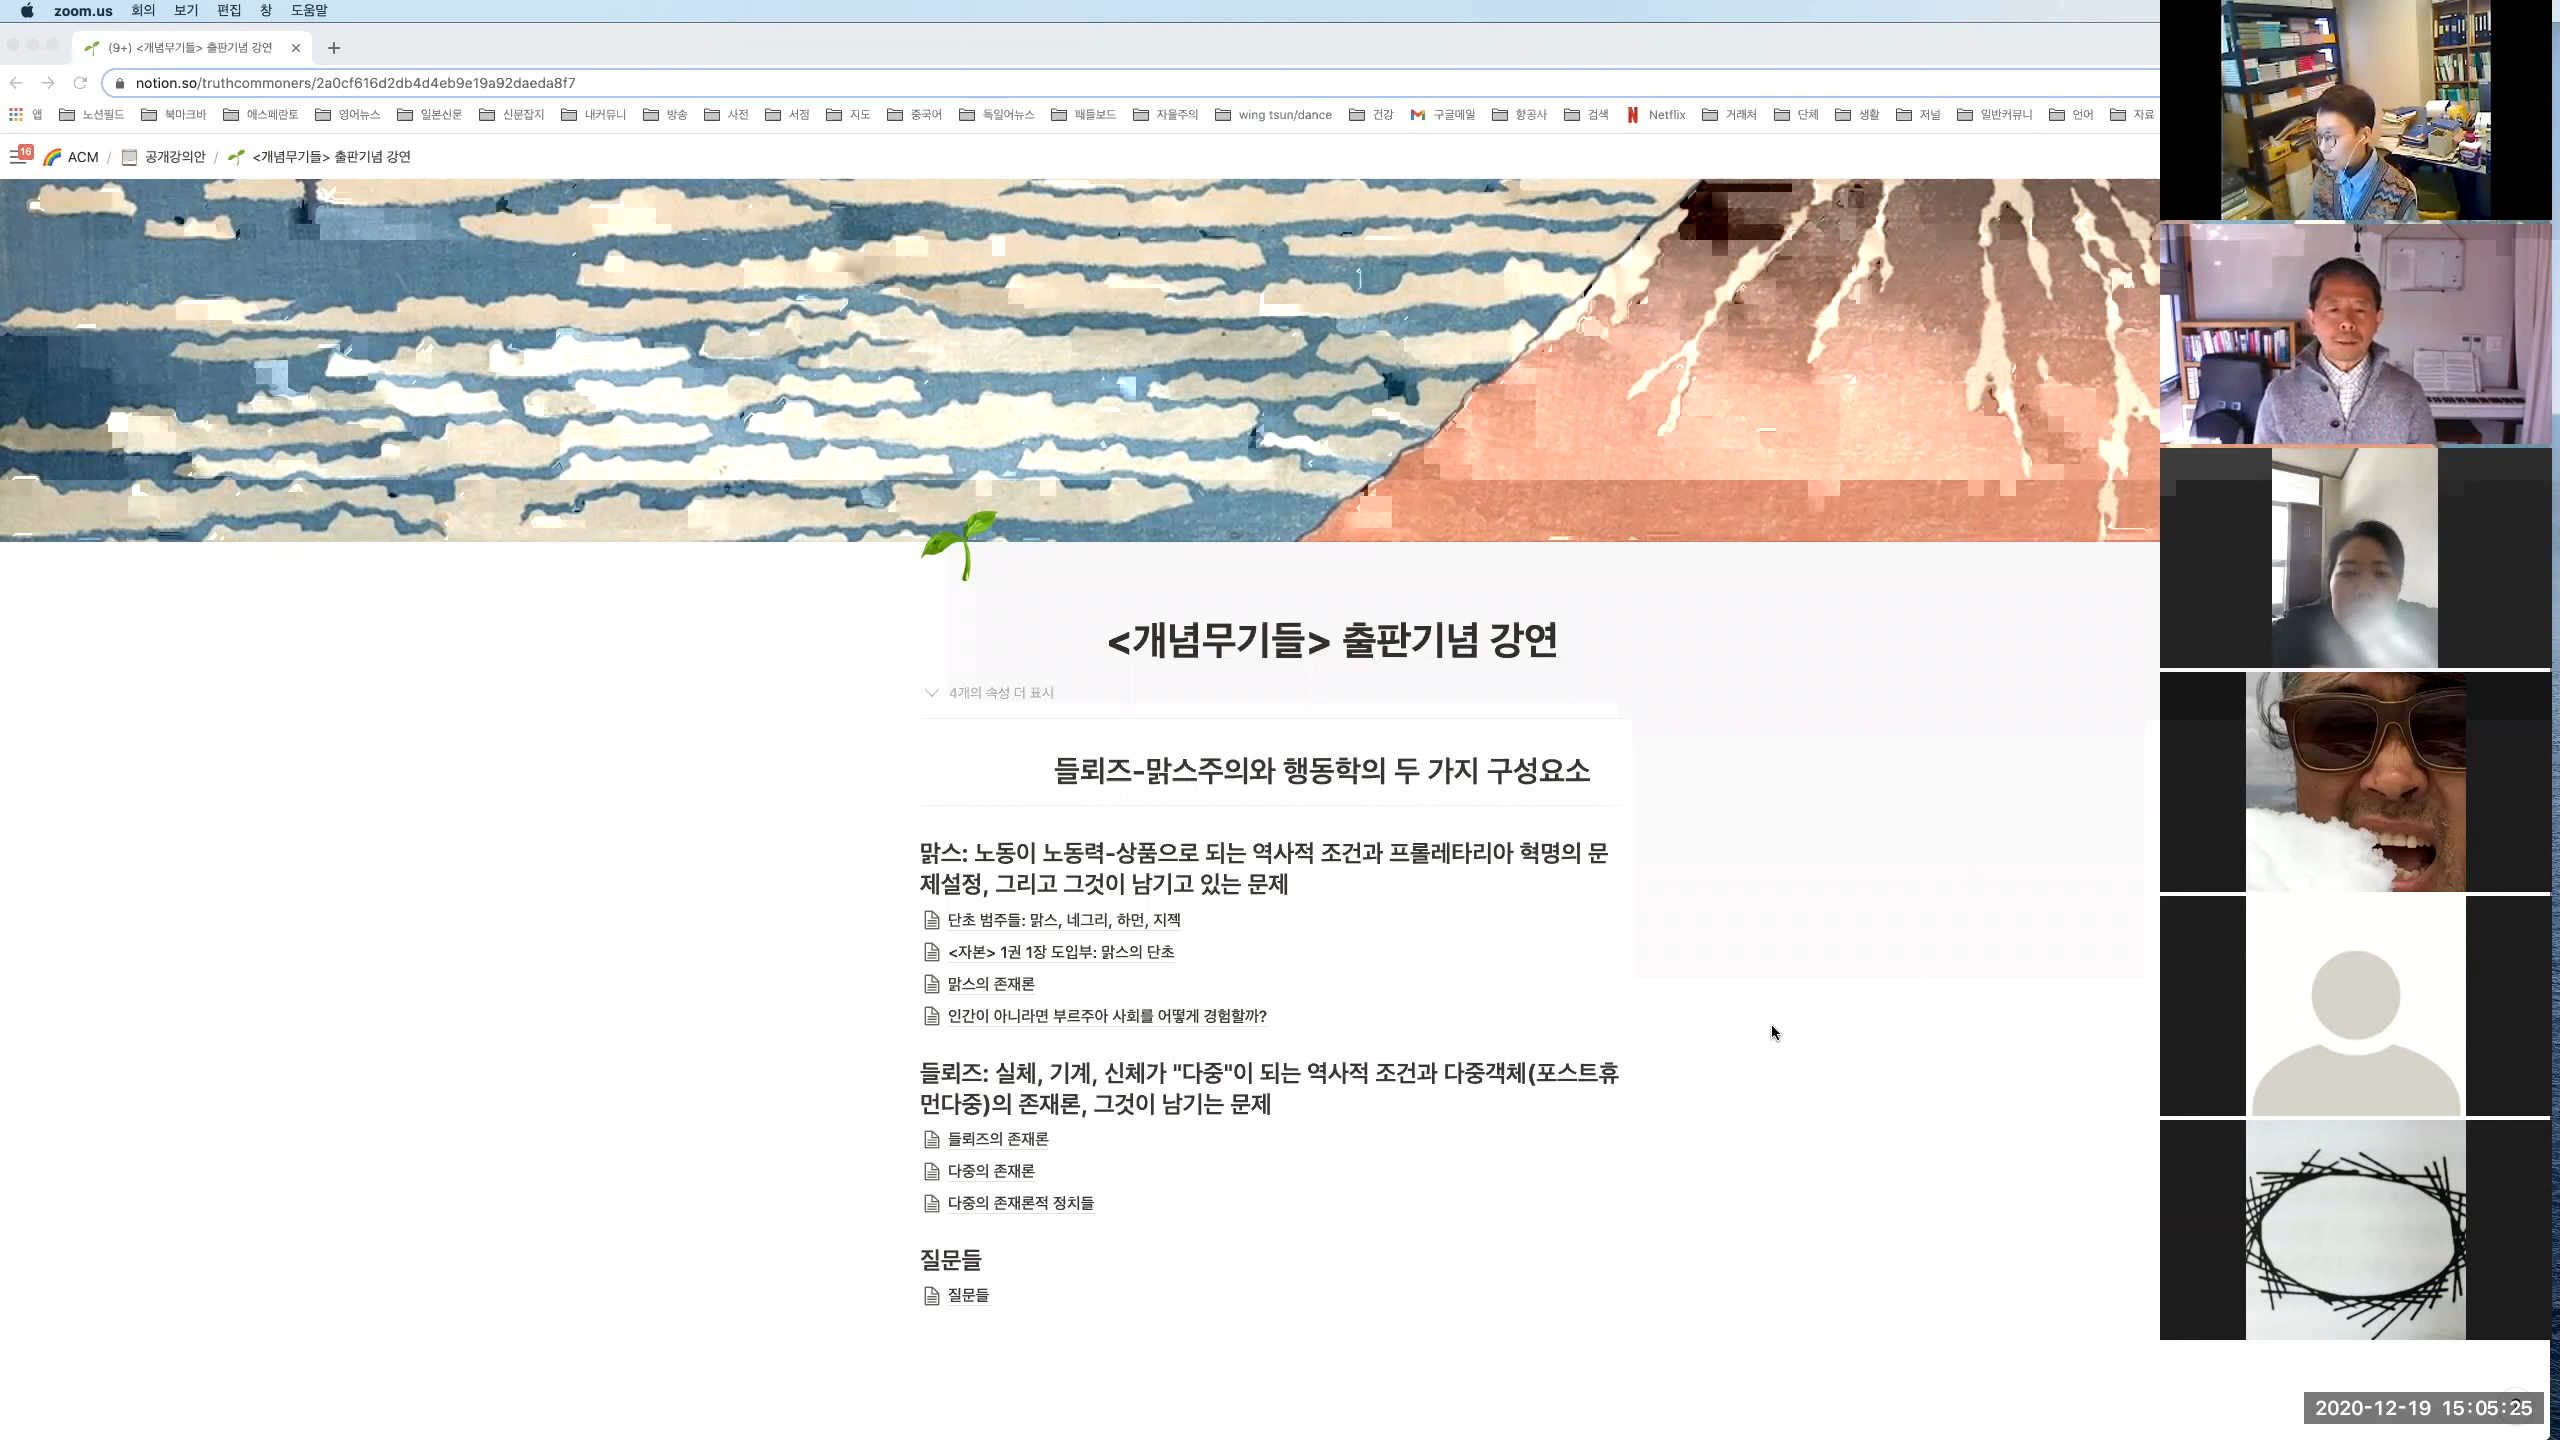 zoom.us 회의 보기 편집 창 도움말
(9+) <개념무기들> 출판기념 강연
notion.so/truthcommoners/2a0cf616d2db4d4eb9e19a92daeda8f7
앱 노션필드 북마크바 에스페란토 영어뉴스 일본신문 신문잡지 내커뮤니 방송 사전 서점 지도 중국어 독일어뉴스 패들보드 자율주의 wing tsun/dance 건강 구글메일 항공사 검색 Netflix 거래처 단체 생활 저널 일반커뮤니 언어 자료
16 ACM / 공개강의안 / <개념무기들> 출판기념 강연
<개념무기들> 출판기념 강연
4개의 속성 더 표시
들뢰즈-맑스주의와 행동학의 두 가지 구성요소
맑스: 노동이 노동력-상품으로 되는 역사적 조건과 프롤레타리아 혁명의 문
제설정, 그리고 그것이 남기고 있는 문제
단초 범주들: 맑스, 네그리, 하먼, 지젝
<자본> 1권 1장 도입부: 맑스의 단초
맑스의 존재론
인간이 아니라면 부르주아 사회를 어떻게 경험할까?
들뢰즈: 실체, 기계, 신체가 "다중"이 되는 역사적 조건과 다중객체(포스트휴
먼다중)의 존재론, 그것이 남기는 문제
들뢰즈의 존재론
다중의 존재론
다중의 존재론적 정치들
질문들
질문들
2020-12-19 15:05:25